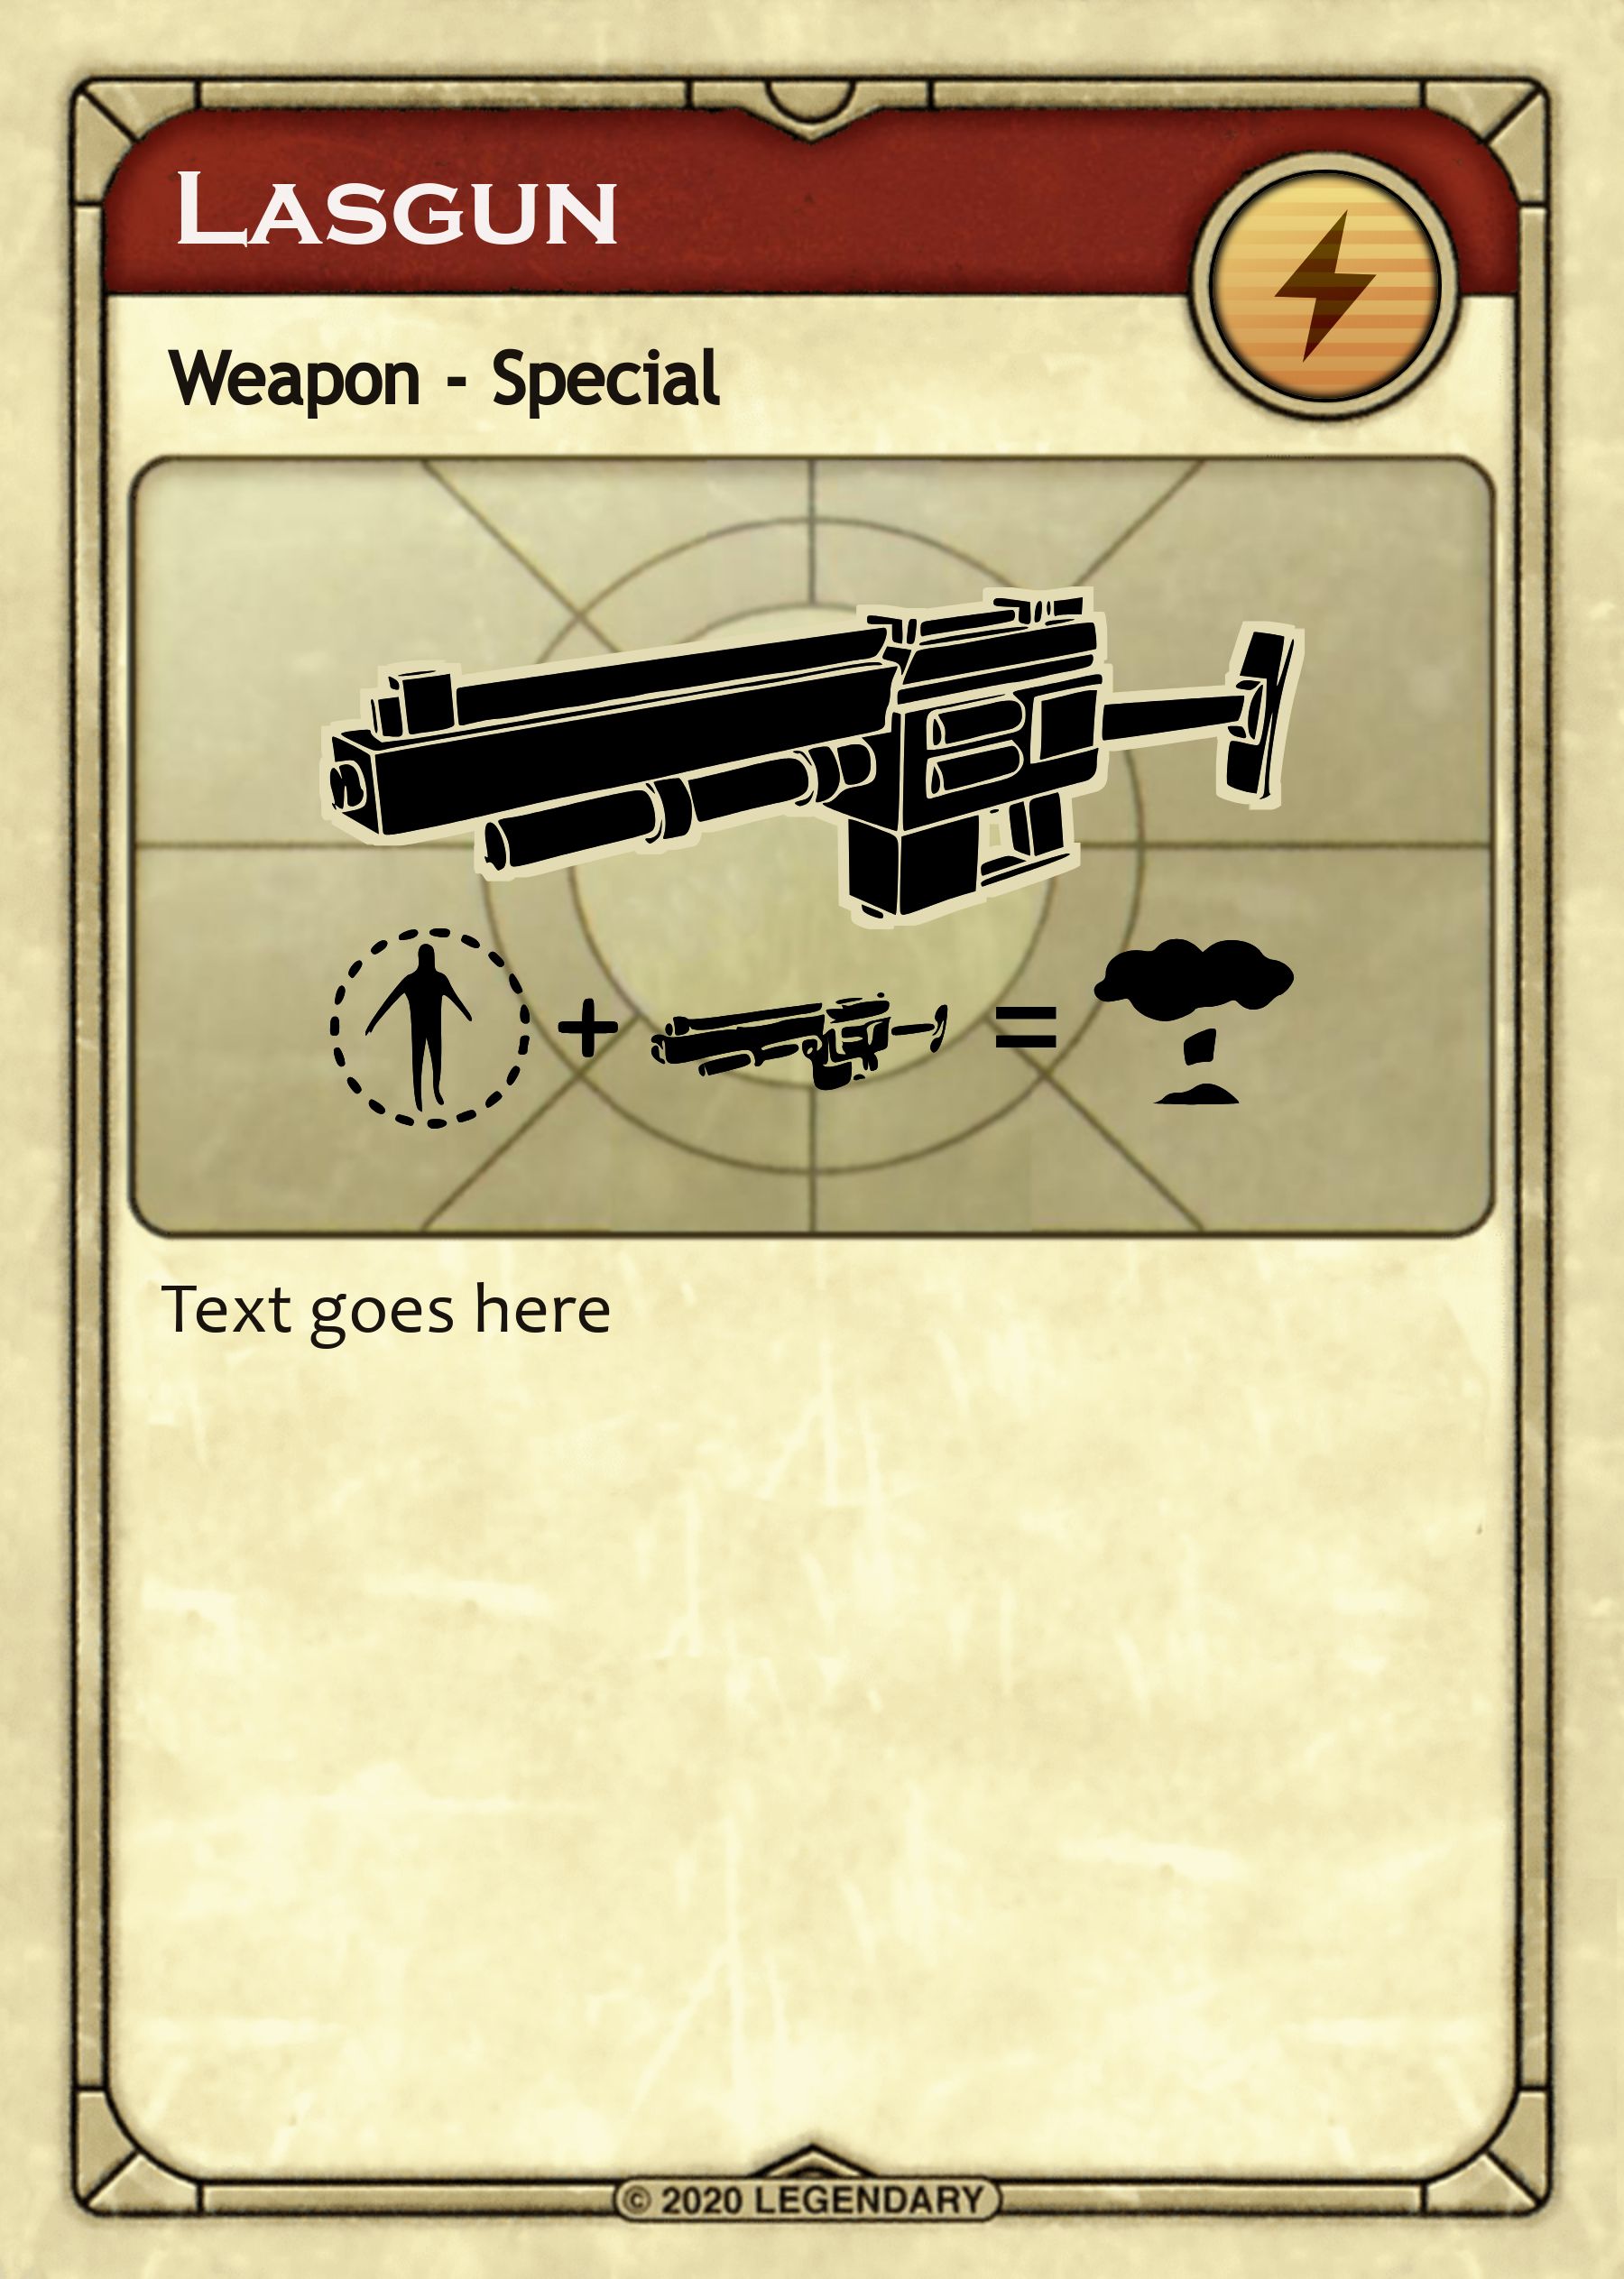 LASGUN
Weapon - Special
+ =
Text goes here
© 2020 LEGENDARY